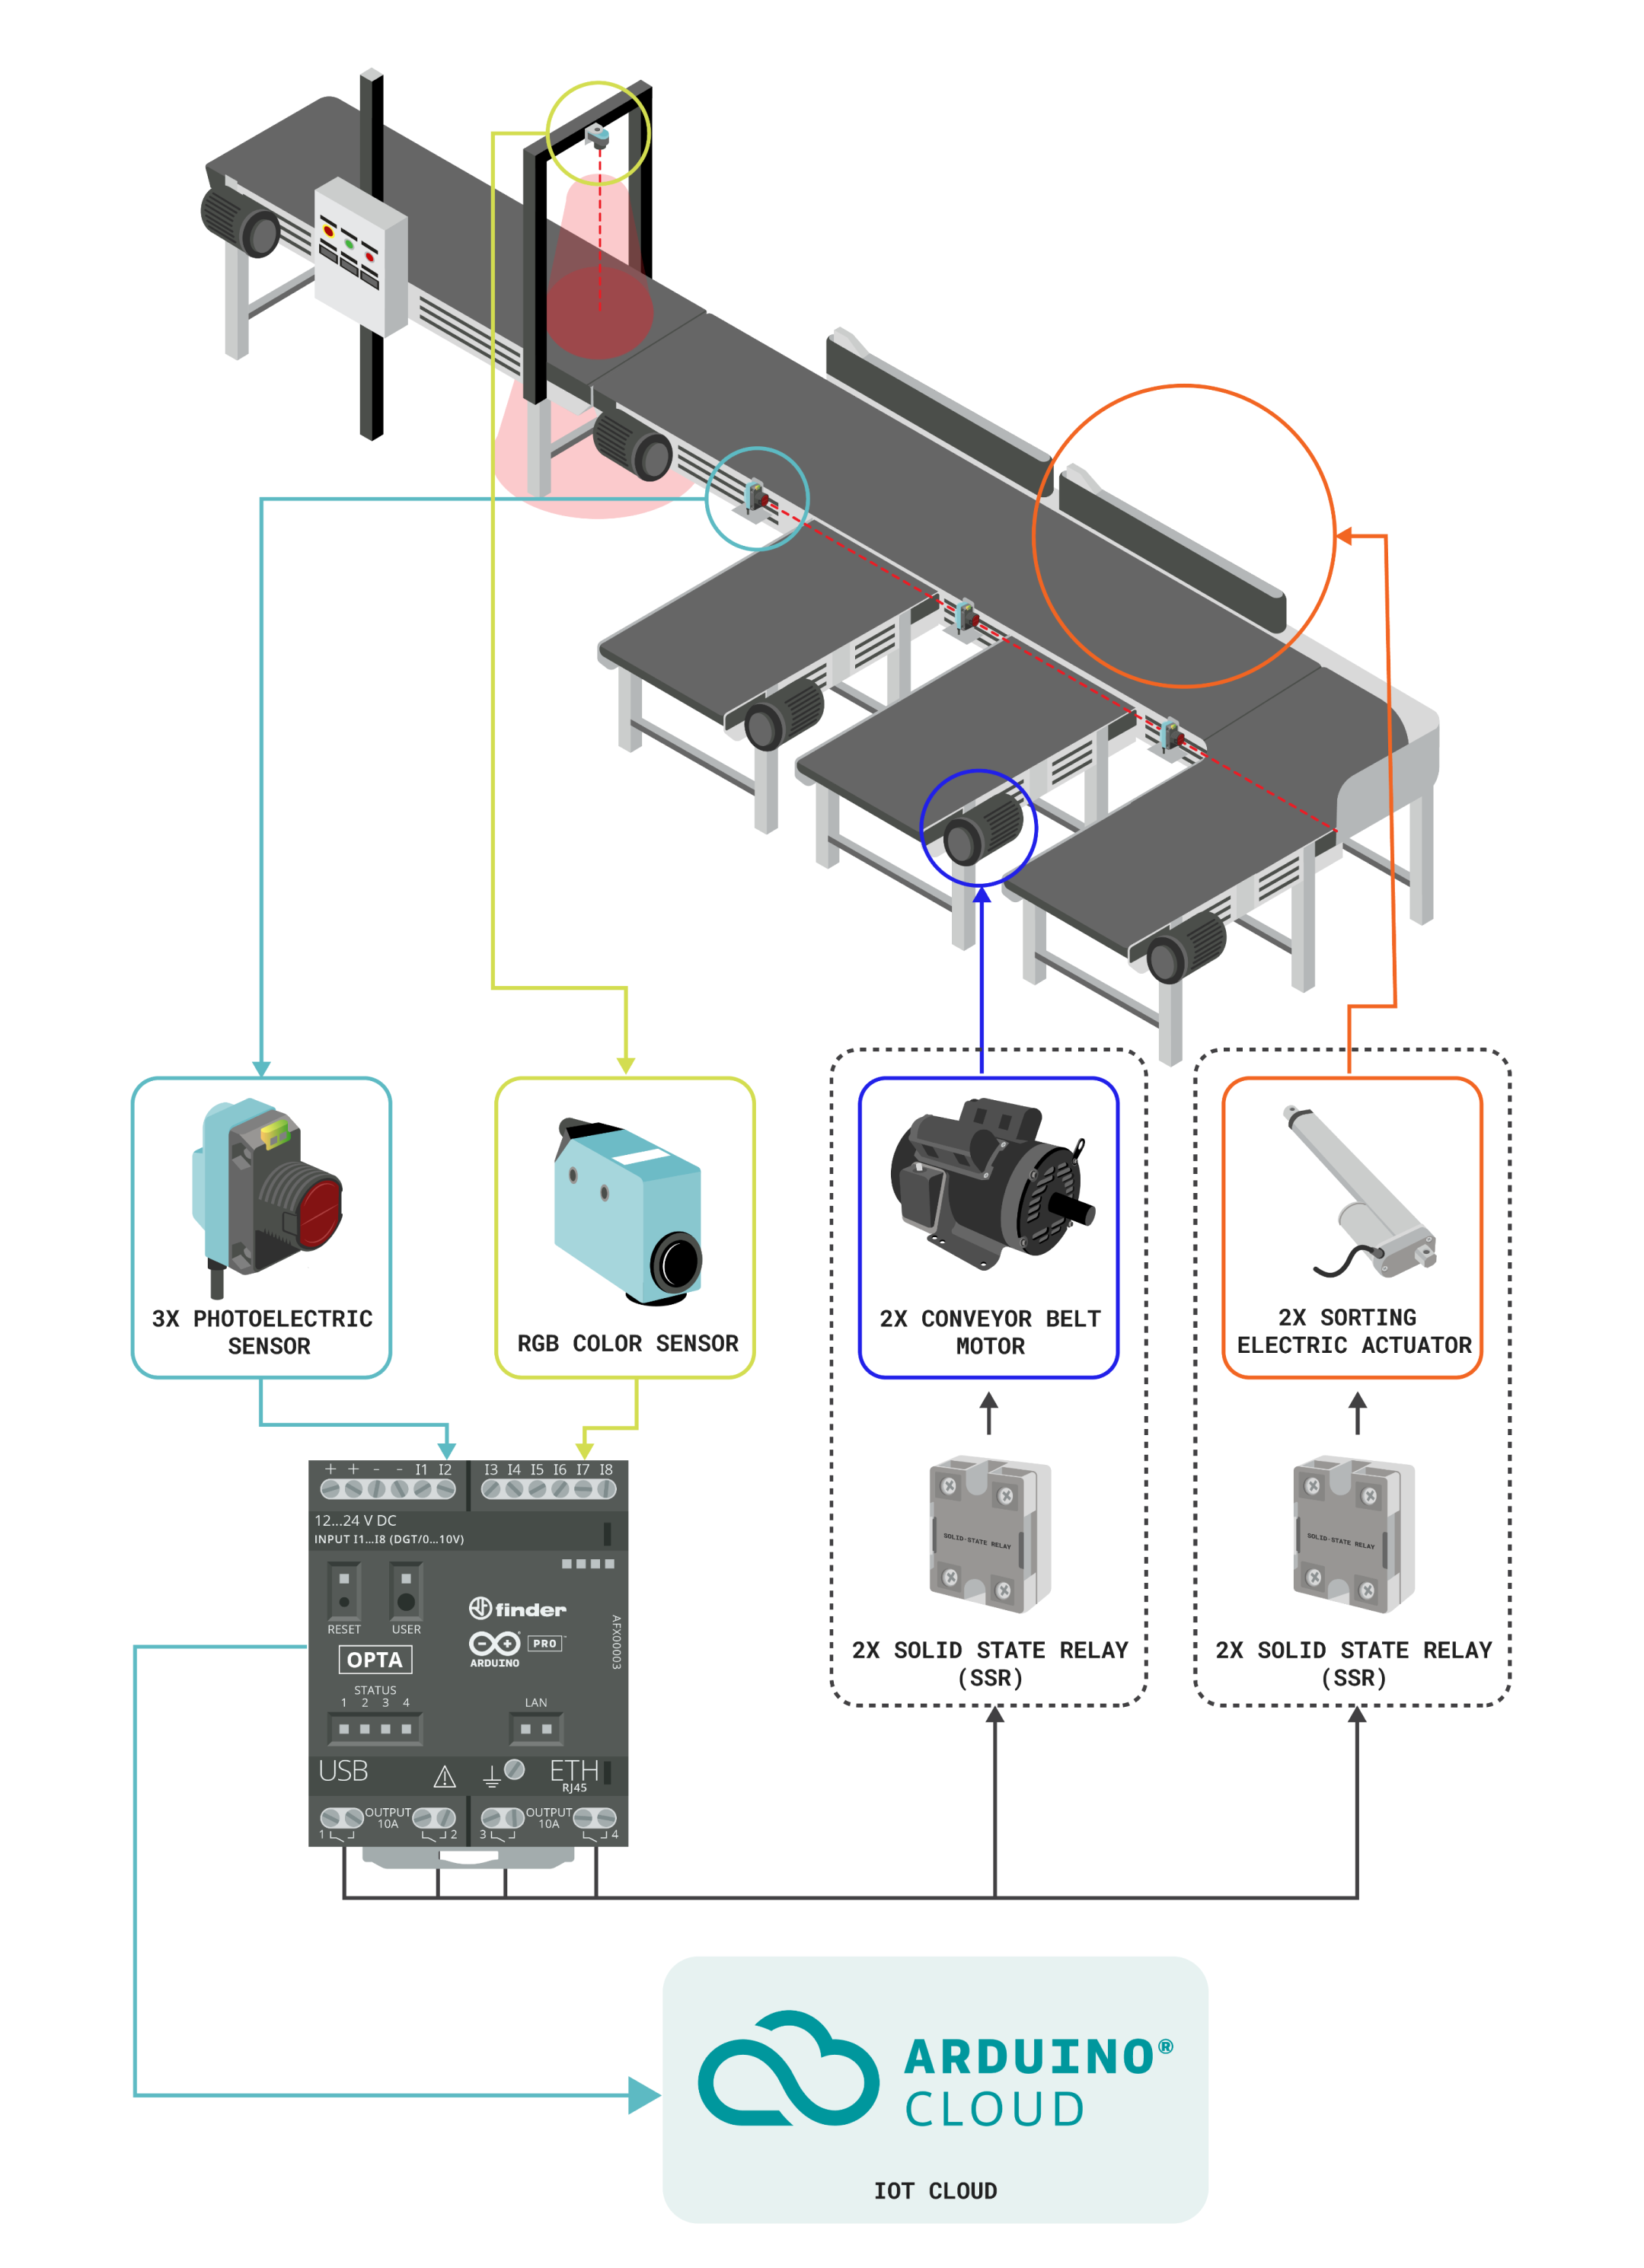 3X PHOTOELECTRIC
SENSOR
RGB COLOR SENSOR
2X CONVEYOR BELT
MOTOR
2X SORTING
ELECTRIC ACTUATOR
+ + - - I1 I2 I3 I4 I5 I6 I7 I8
12...24 V DC
INPUT I1...I8 (DGT/0...10V)
RESET USER
finder
ARDUINO PRO™
AFX00003
OPTA
STATUS
1 2 3 4
LAN
USB
ETH
RJ45
OUTPUT
10A
1 2
OUTPUT
10A
3 4
SOLID-STATE RELAY
2X SOLID STATE RELAY
(SSR)
SOLID-STATE RELAY
2X SOLID STATE RELAY
(SSR)
ARDUINO®
CLOUD
IOT CLOUD